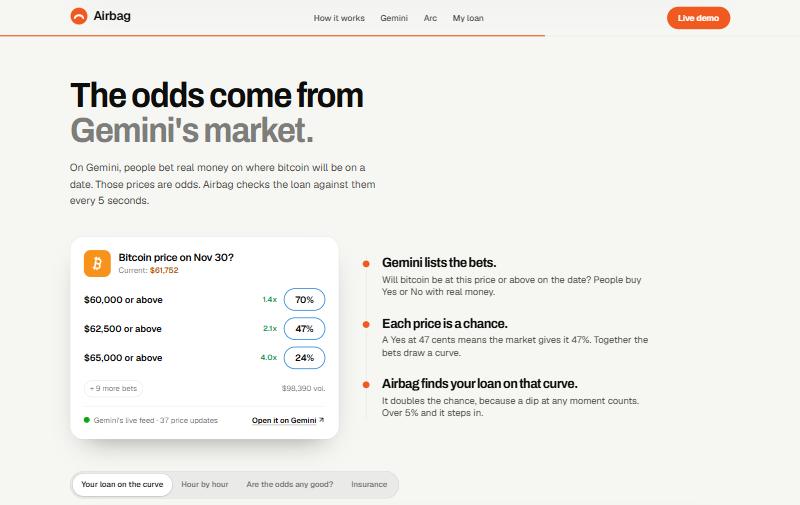 Airbag
How it works
Gemini
Arc
My loan
Live demo
The odds come from
Gemini's market.
On Gemini, people bet real money on where bitcoin will be on a
date. Those prices are odds. Airbag checks the loan against them
every 5 seconds.
Bitcoin price on Nov 30?
Current: $61,752
$60,000 or above 1.4x 70%
$62,500 or above 2.1x 47%
$65,000 or above 4.0x 24%
+ 9 more bets $98,390 vol.
Gemini's live feed · 37 price updates Open it on Gemini ↗
Gemini lists the bets.
Will bitcoin be at this price or above on the date? People buy
Yes or No with real money.
Each price is a chance.
A Yes at 47 cents means the market gives it 47%. Together the
bets draw a curve.
Airbag finds your loan on that curve.
It doubles the chance, because a dip at any moment counts.
Over 5% and it steps in.
Your loan on the curve
Hour by hour
Are the odds any good?
Insurance